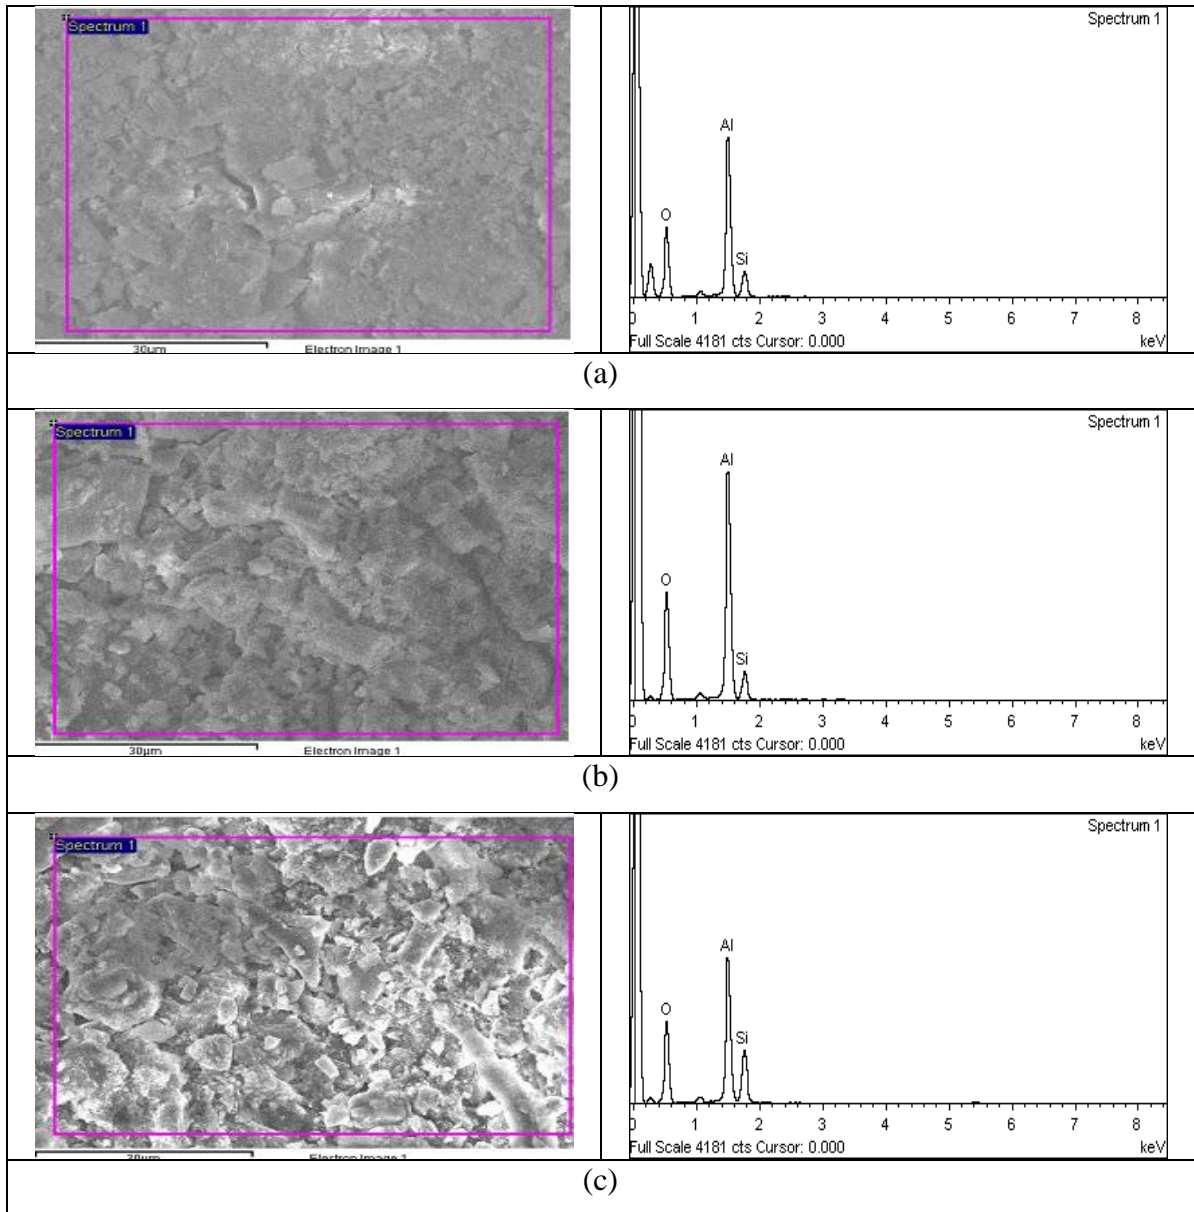 Spectrum 1
30µm Electron Image 1
Spectrum 1
Al
O
Si
0 1 2 3 4 5 6 7 8
Full Scale 4181 cts Cursor: 0.000 keV
(a)
Spectrum 1
30µm Electron Image 1
Spectrum 1
Al
O
Si
0 1 2 3 4 5 6 7 8
Full Scale 4181 cts Cursor: 0.000 keV
(b)
Spectrum 1
30µm Electron Image 1
Spectrum 1
Al
O
Si
0 1 2 3 4 5 6 7 8
Full Scale 4181 cts Cursor: 0.000 keV
(c)